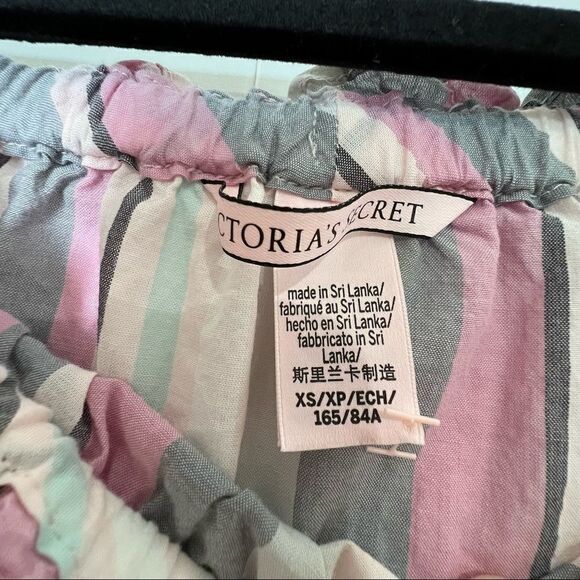 CTORIA'S SECRET
made in Sri Lanka/
fabriqué au Sri Lanka/
hecho en Sri Lanka/
fabbricato in Sri
Lanka/
斯里兰卡制造
XS/XP/ECH/
165/84A